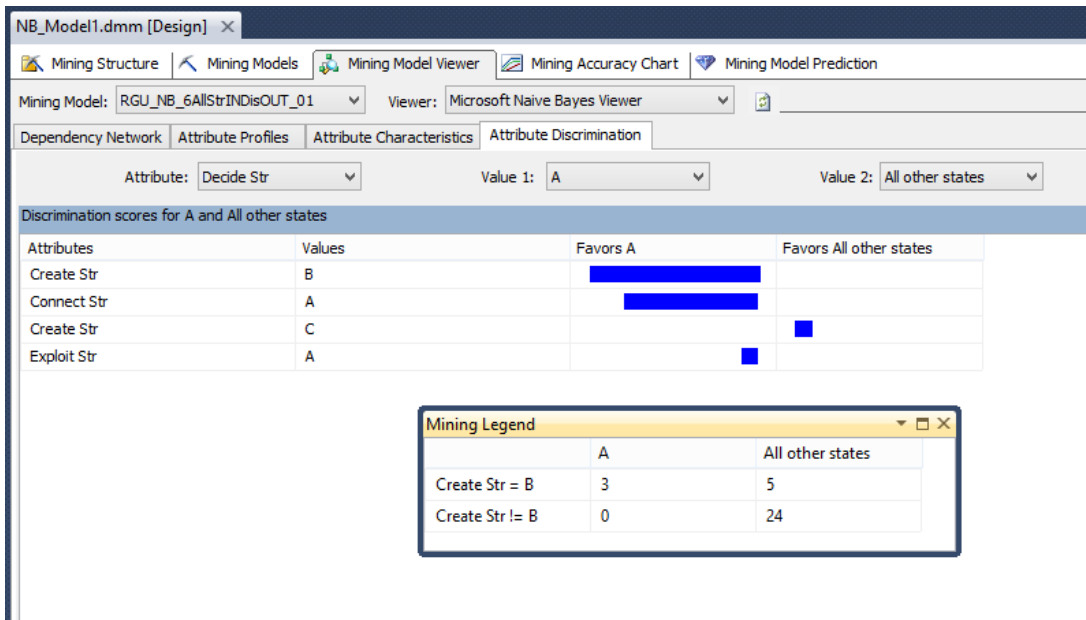 NB_Model1.dmm [Design]
Mining Structure Mining Models Mining Model Viewer Mining Accuracy Chart Mining Model Prediction
Mining Model: RGU_NB_6AllStrINDisOUT_01 Viewer: Microsoft Naive Bayes Viewer
Dependency Network Attribute Profiles Attribute Characteristics Attribute Discrimination
Attribute: Decide Str Value 1: A Value 2: All other states
Discrimination scores for A and All other states
Attributes Values Favors A Favors All other states
Create Str B
Connect Str A
Create Str C
Exploit Str A
Mining Legend
A All other states
Create Str = B 3 5
Create Str != B 0 24